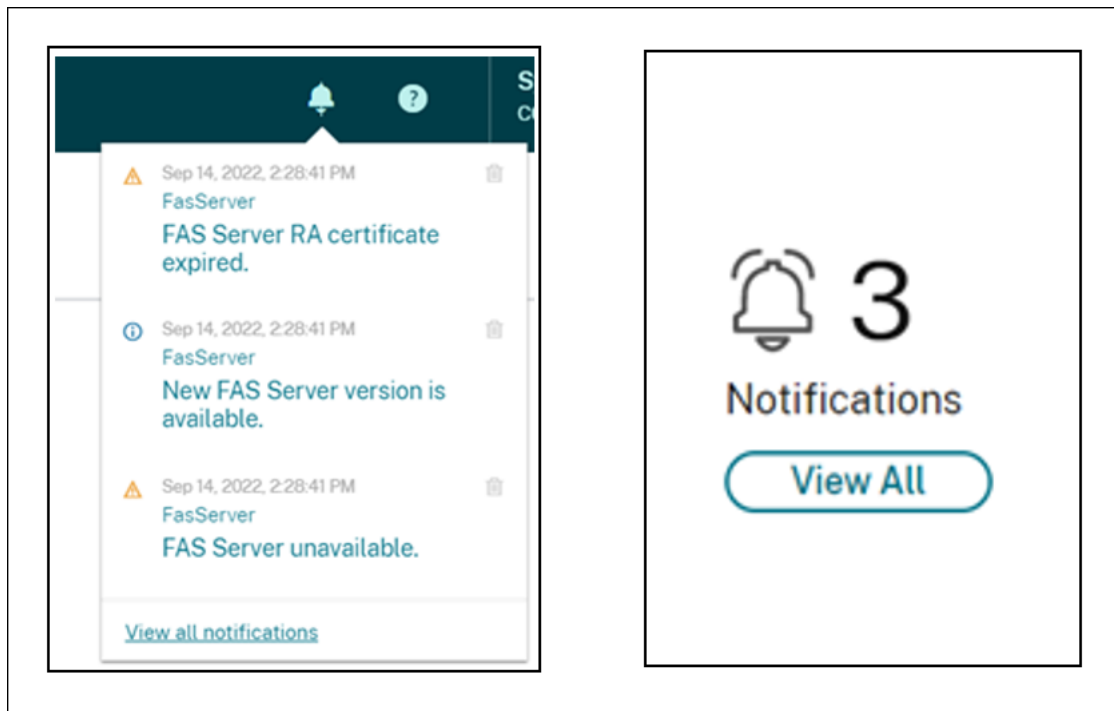 ?
S
Sep 14, 2022, 2:28:41 PM
FasServer
FAS Server RA certificate
expired.
Sep 14, 2022, 2:28:41 PM
FasServer
New FAS Server version is
available.
Sep 14, 2022, 2:28:41 PM
FasServer
FAS Server unavailable.
View all notifications
3
Notifications
View All